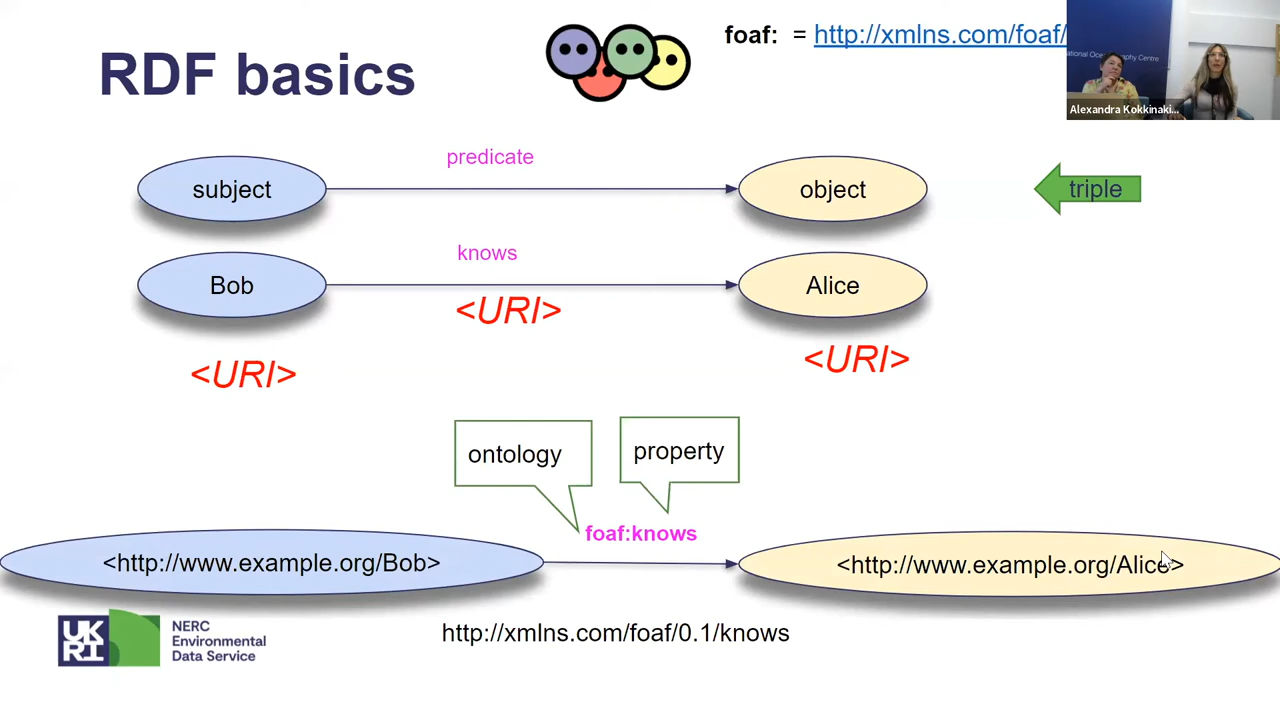 foaf: = http://xmlns.com/foaf/
RDF basics
Alexandra Kokkinaki...
predicate
subject
object
triple
knows
Bob
Alice
<URI>
<URI>
<URI>
ontology
property
foaf:knows
<http://www.example.org/Bob>
<http://www.example.org/Alice>
http://xmlns.com/foaf/0.1/knows
UKRI
NERC
Environmental
Data Service